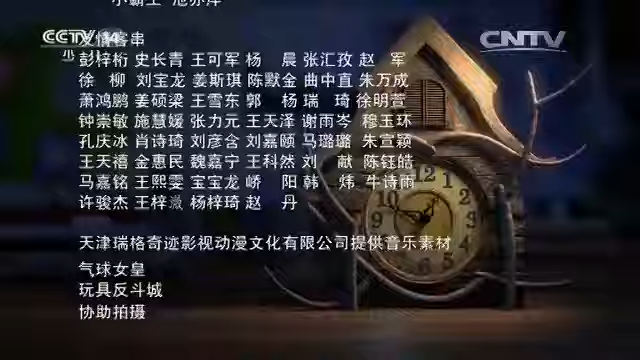 CCTV 14
少
CNTV
友情客串
彭梓桁 史长青 王可军 杨 晨 张汇孜 赵 军
徐 柳 刘宝龙 姜斯琪 陈默金 曲中直 朱万成
萧鸿鹏 姜硕梁 王雪东 郭 杨 瑞 琦 徐明萱
钟崇敏 施慧媛 张力元 王天泽 谢雨岑 穆玉环
孔庆冰 肖诗琦 刘彦含 刘嘉颐 马璐璐 朱宣颖
王天禧 金惠民 魏嘉宁 王科然 刘 献 陈钰皓
马嘉铭 王熙雯 宝宝龙 峤 阳 韩 炜 牛诗雨
许骏杰 王梓 杨梓琦 赵 丹
天津瑞格奇迹影视动漫文化有限公司提供音乐素材
气球女皇
玩具反斗城
协助拍摄